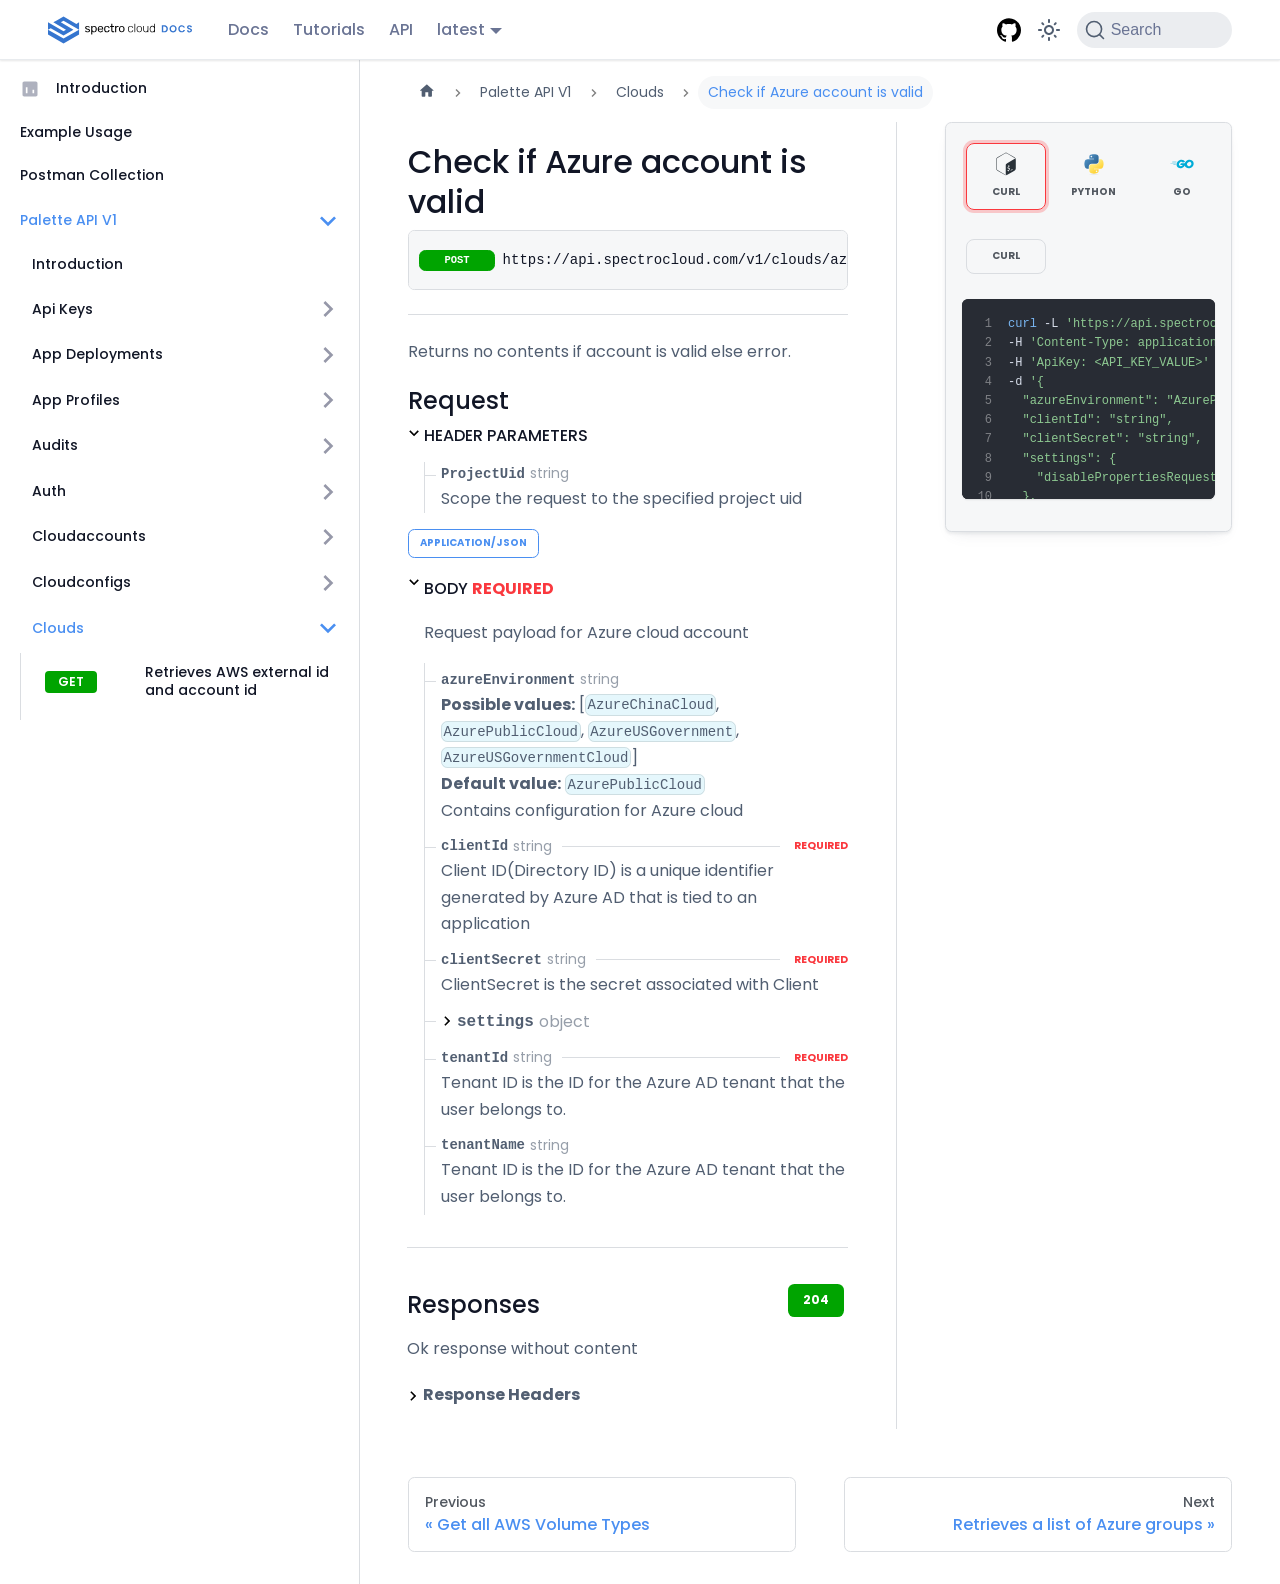 spectro cloud DOCS
Docs
Tutorials
API
latest
Search
Introduction
Example Usage
Postman Collection
Palette API V1
Introduction
Api Keys
App Deployments
App Profiles
Audits
Auth
Cloudaccounts
Cloudconfigs
Clouds
GET
Retrieves AWS external id
and account id
Palette API V1
Clouds
Check if Azure account is valid
Check if Azure account is
valid
POST https://api.spectrocloud.com/v1/clouds/az
Returns no contents if account is valid else error.
Request
HEADER PARAMETERS
ProjectUid string
Scope the request to the specified project uid
APPLICATION/JSON
BODY REQUIRED
Request payload for Azure cloud account
azureEnvironment string
Possible values: [AzureChinaCloud,
AzurePublicCloud, AzureUSGovernment,
AzureUSGovernmentCloud]
Default value: AzurePublicCloud
Contains configuration for Azure cloud
clientId string REQUIRED
Client ID(Directory ID) is a unique identifier
generated by Azure AD that is tied to an
application
clientSecret string REQUIRED
ClientSecret is the secret associated with Client
settings object
tenantId string REQUIRED
Tenant ID is the ID for the Azure AD tenant that the
user belongs to.
tenantName string
Tenant ID is the ID for the Azure AD tenant that the
user belongs to.
Responses
204
Ok response without content
Response Headers
CURL
PYTHON
GO
CURL
1 curl -L 'https://api.spectroc
2 -H 'Content-Type: application
3 -H 'ApiKey: <API_KEY_VALUE>'
4 -d '{
5 "azureEnvironment": "AzureP
6 "clientId": "string",
7 "clientSecret": "string",
8 "settings": {
9 "disablePropertiesRequest
10 },
Previous
« Get all AWS Volume Types
Next
Retrieves a list of Azure groups »